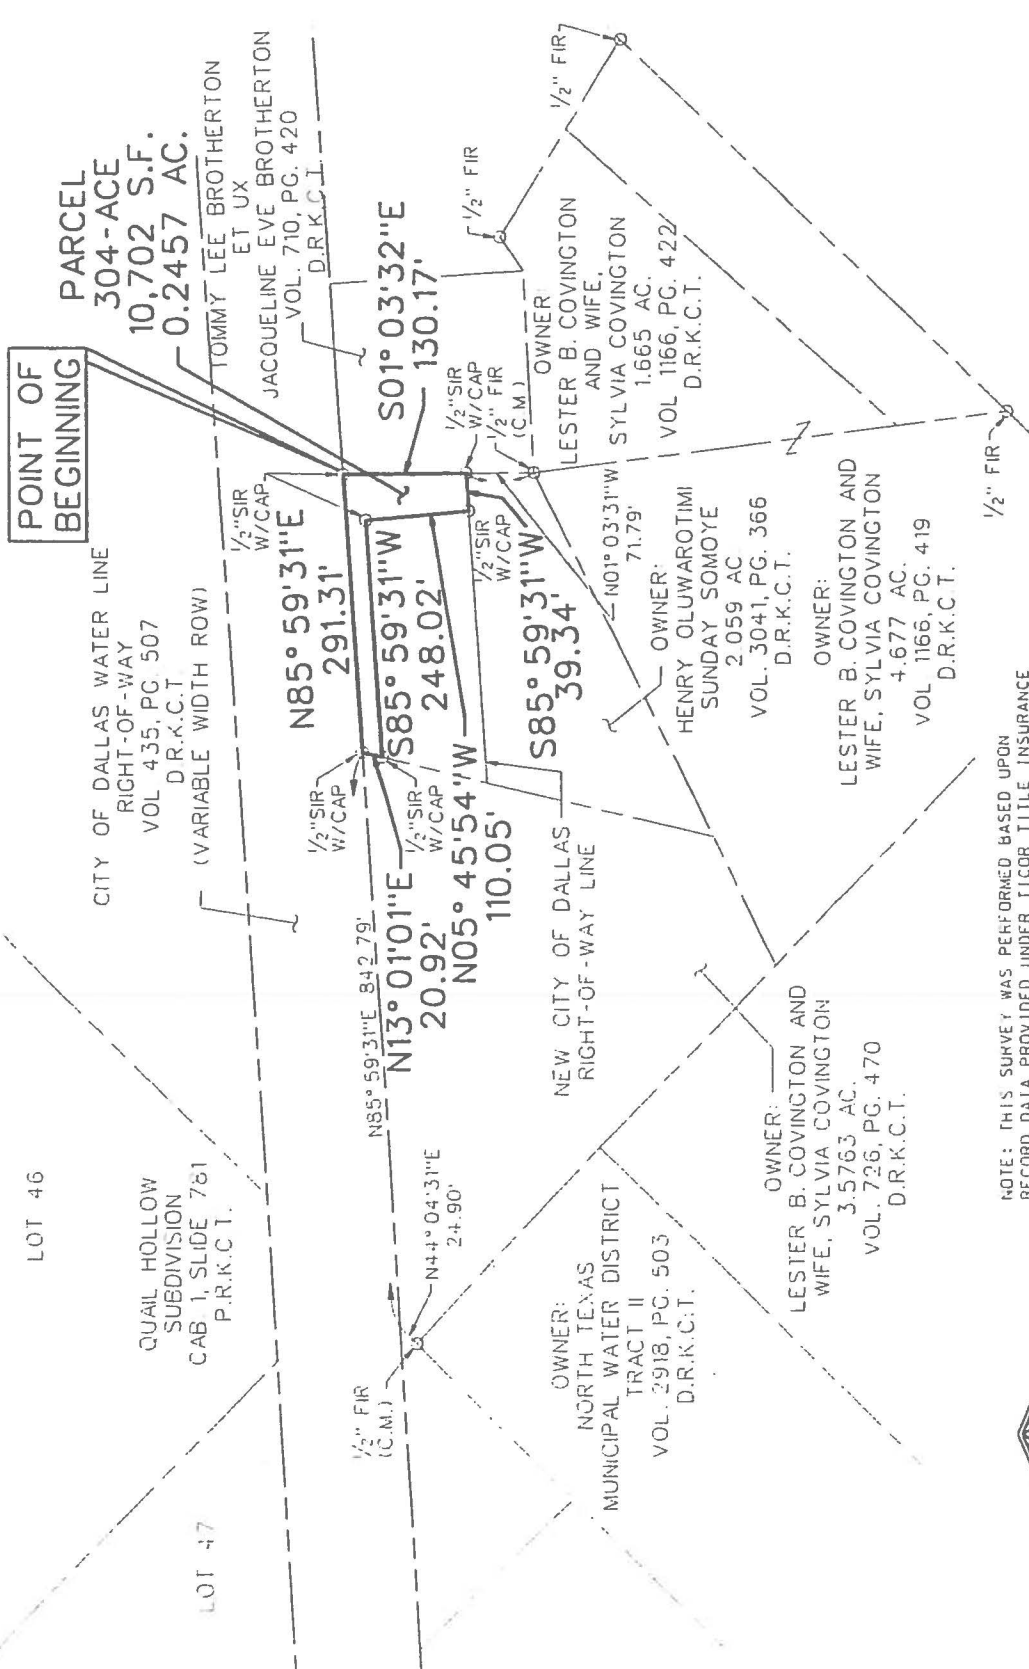 PARCEL
304-ACE
10,702 S.F.
0.2457 AC.
POINT OF
BEGINNING
TOMMY LEE BROTHERTON
ET UX
JACQUELINE EVE BROTHERTON
VOL. 710, PG. 420
D.R.K.C.T.
CITY OF DALLAS WATER LINE
RIGHT-OF-WAY
VOL 435, PG. 507
D.R.K.C.T
(VARIABLE WIDTH ROW)
LOT 46
QUAIL HOLLOW
SUBDIVISION
CAB. 1, SLIDE 781
P.R.K.C.T.
LOT 47
1/2"SIR
W/CAP
N85° 59'31"E
291.31'
S01° 03'32"E
130.17'
1/2" FIR
1/2" FIR
S85° 59'31"W
248.02'
1/2"SIR
W/CAP
1/2" FIR
(C.M.)
1/2"SIR
W/CAP
1/2"SIR
W/CAP
1/2"SIR
W/CAP
N13° 01'01"E
20.92'
N05° 45'54"W
110.05'
S85° 59'31"W
39.34'
N01° 03'31"W
71.79'
N85° 59'31"E 842.79'
N44° 04'31"E
24.90'
1/2" FIR
(C.M.)
OWNER:
LESTER B. COVINGTON
AND WIFE,
SYLVIA COVINGTON
1.665 AC.
VOL 1166, PG. 422
D.R.K.C.T.
OWNER:
HENRY OLUWAROTIMI
SUNDAY SOMOYE
2.059 AC
VOL. 3041, PG. 366
D.R.K.C.T.
NEW CITY OF DALLAS
RIGHT-OF-WAY LINE
OWNER:
LESTER B. COVINGTON AND
WIFE, SYLVIA COVINGTON
4.677 AC.
VOL 1166, PG. 419
D.R.K.C.T.
1/2" FIR
OWNER:
NORTH TEXAS
MUNICIPAL WATER DISTRICT
TRACT II
VOL. 2918, PG. 503
D.R.K.C.T.
OWNER:
LESTER B. COVINGTON AND
WIFE, SYLVIA COVINGTON
3.5763 AC.
VOL. 726, PG. 470
D.R.K.C.T.
NOTE: THIS SURVEY WAS PERFORMED BASED UPON
RECORD DATA PROVIDED UNDER TICOR TITLE INSURANCE